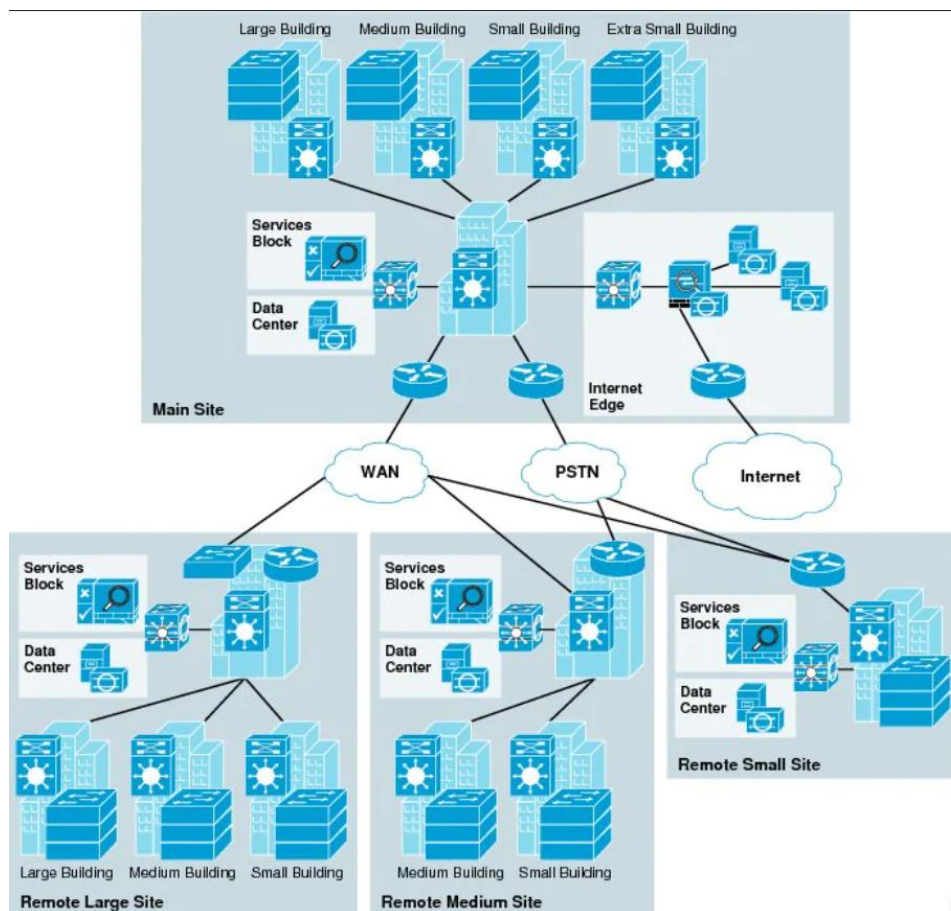 Large Building
Medium Building
Small Building
Extra Small Building
Services
Block
Data
Center
Internet
Edge
Main Site
WAN
PSTN
Internet
Services
Block
Data
Center
Large Building
Medium Building
Small Building
Remote Large Site
Services
Block
Data
Center
Medium Building
Small Building
Remote Medium Site
Services
Block
Data
Center
Remote Small Site